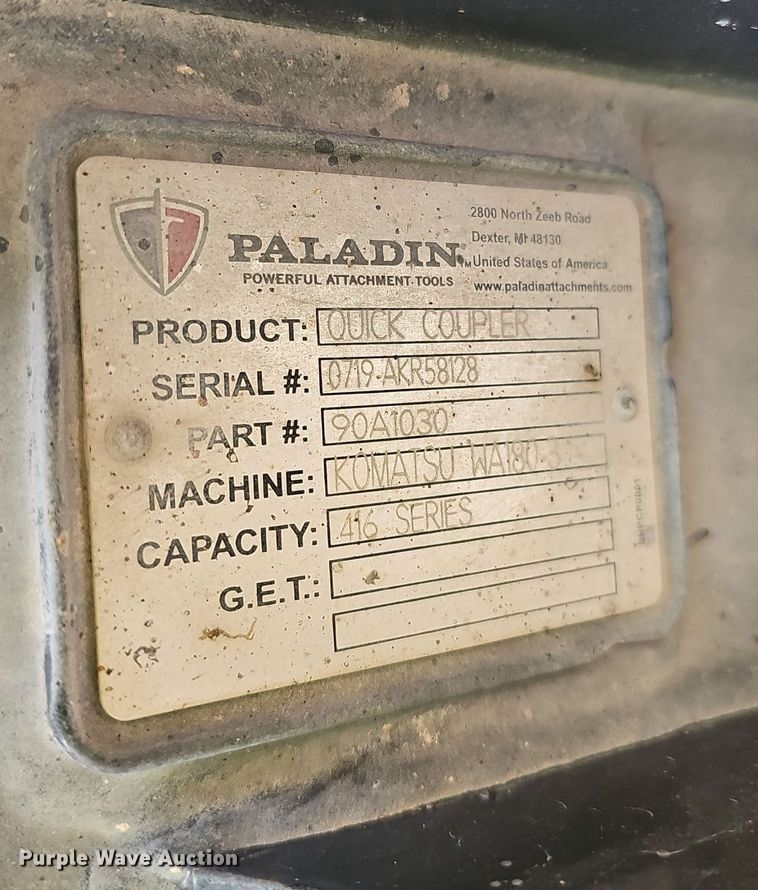 PALADIN
POWERFUL ATTACHMENT TOOLS
2800 North Zeeb Road
Dexter, MI 48130
United States of America
www.paladinattachments.com
PRODUCT: QUICK COUPLER
SERIAL #: 0719-AKR58128
PART #: 90A1030
MACHINE: KOMATSU WA180-
CAPACITY: 416 SERIES
G.E.T.:
Purple Wave Auction